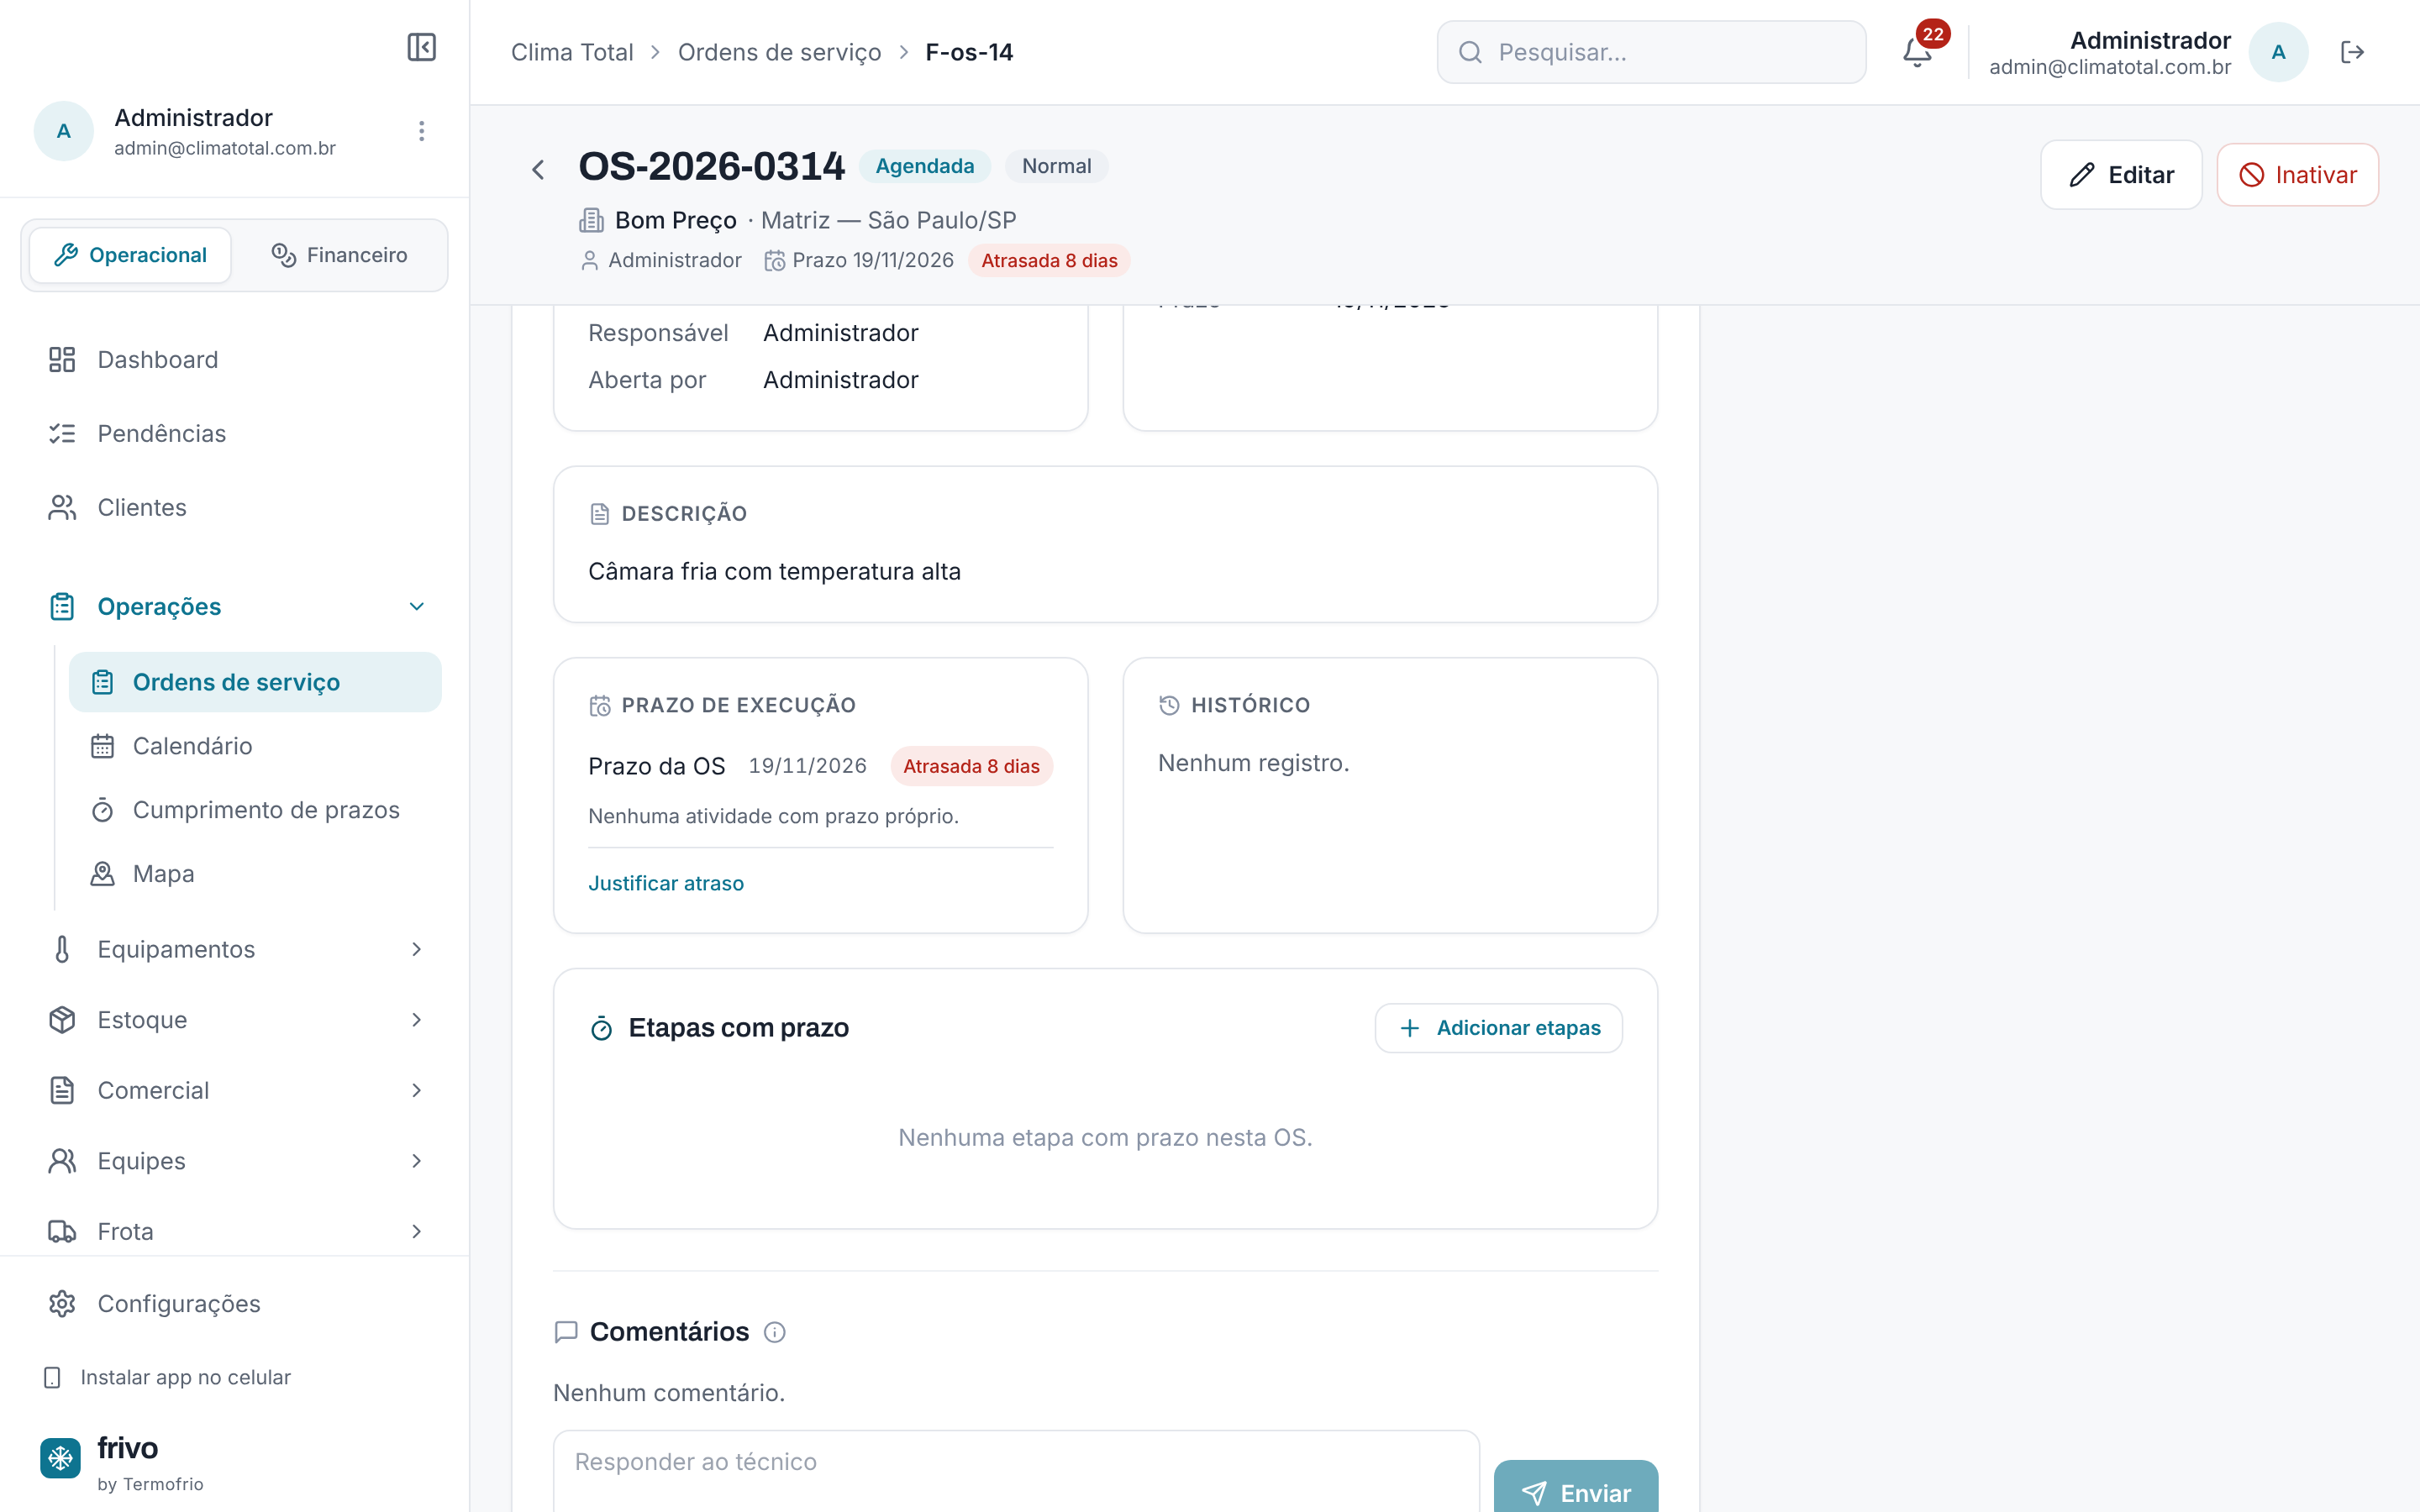 Clima Total > Ordens de serviço > F-os-14
Pesquisar...
22
Administrador
admin@climatotal.com.br
A
A
Administrador
admin@climatotal.com.br
Operacional
Financeiro
Dashboard
Pendências
Clientes
Operações
Ordens de serviço
Calendário
Cumprimento de prazos
Mapa
Equipamentos
Estoque
Comercial
Equipes
Frota
Configurações
Instalar app no celular
frivo
by Termofrio
OS-2026-0314 Agendada Normal
Bom Preço · Matriz — São Paulo/SP
Administrador Prazo 19/11/2026 Atrasada 8 dias
Editar
Inativar
Responsável Administrador
Aberta por Administrador
DESCRIÇÃO
Câmara fria com temperatura alta
PRAZO DE EXECUÇÃO
Prazo da OS 19/11/2026 Atrasada 8 dias
Nenhuma atividade com prazo próprio.
Justificar atraso
HISTÓRICO
Nenhum registro.
Etapas com prazo
Adicionar etapas
Nenhuma etapa com prazo nesta OS.
Comentários
Nenhum comentário.
Responder ao técnico
Enviar